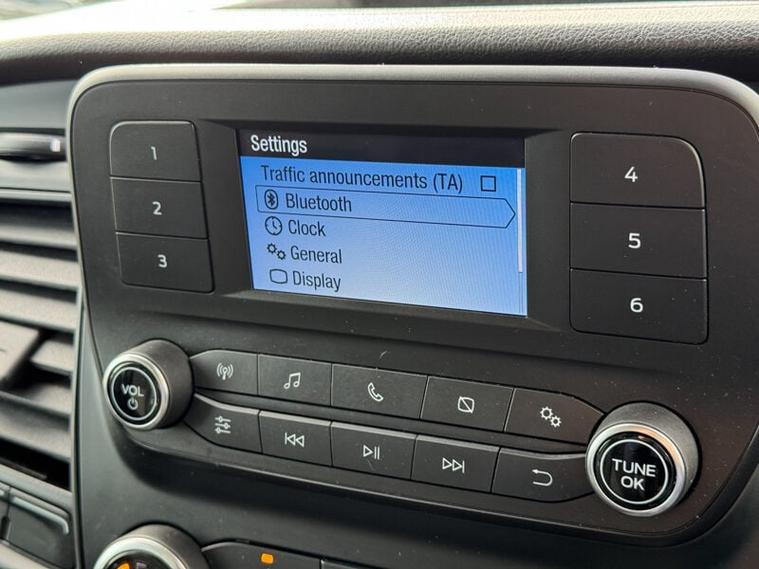 Settings
Traffic announcements (TA)
Bluetooth
Clock
General
Display
1
2
3
4
5
6
VOL
TUNE
OK